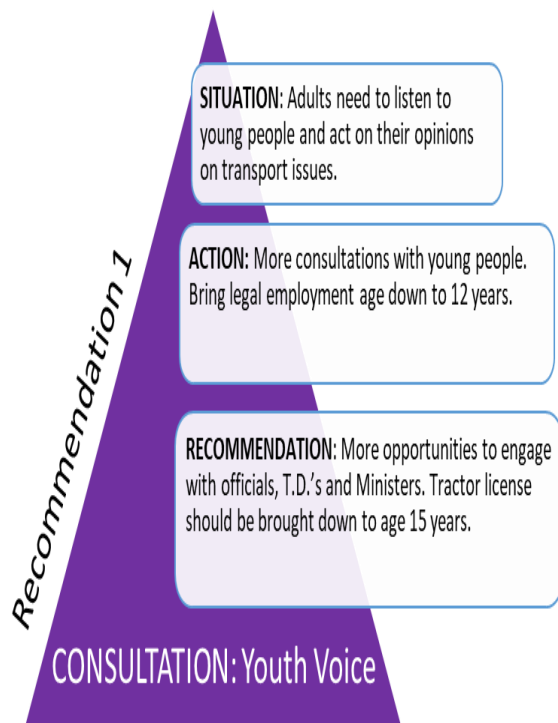 SITUATION: Adults need to listen to
young people and act on their opinions
on transport issues.
ACTION: More consultations with young people.
Bring legal employment age down to 12 years.
RECOMMENDATION: More opportunities to engage
with officials, T.D.'s and Ministers. Tractor license
should be brought down to age 15 years.
Recommendation 1
CONSULTATION: Youth Voice